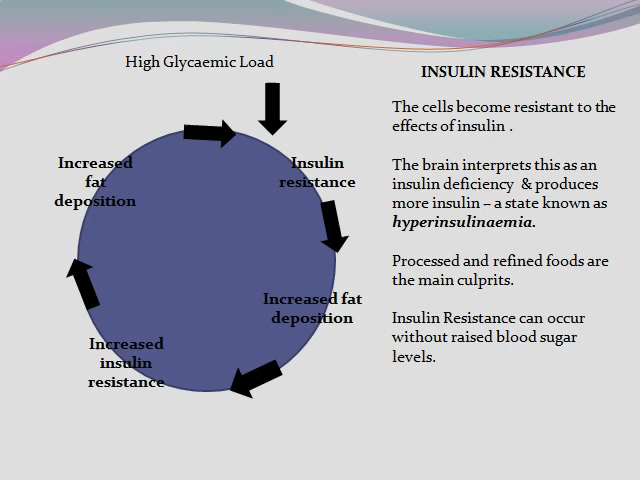 High Glycaemic Load
Insulin
resistance
Increased fat
deposition
Increased
insulin
resistance
Increased
fat
deposition
INSULIN RESISTANCE
The cells become resistant to the
effects of insulin .
The brain interprets this as an
insulin deficiency & produces
more insulin – a state known as
hyperinsulinaemia.
Processed and refined foods are
the main culprits.
Insulin Resistance can occur
without raised blood sugar
levels.